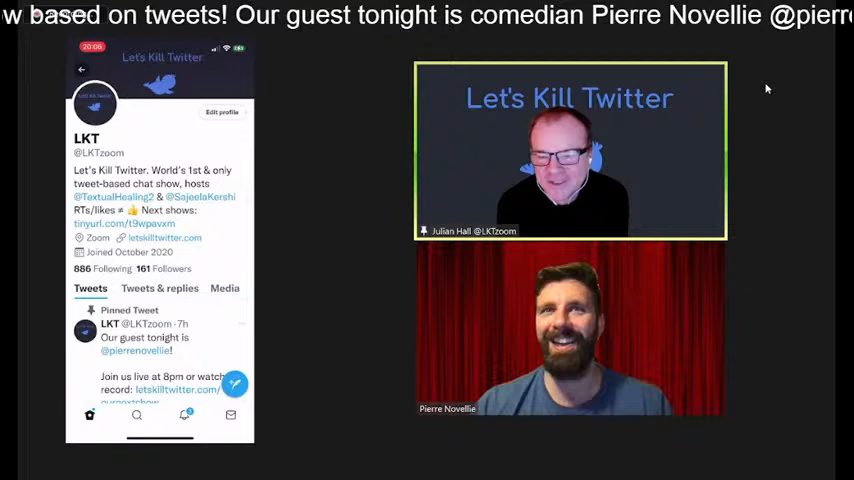 w based on tweets! Our guest tonight is comedian Pierre Novellie @pierr
20:05
Let's Kill Twitter
Edit profile
LKT
@LKTzoom
Let's Kill Twitter. World's 1st & only
tweet-based chat show, hosts
@TextualHealing2 & @SajeelaKershi
RTs/likes ≠ 👍 Next shows:
tinyurl.com/t9wpavxm
Zoom letskilltwitter.com
Joined October 2020
886 Following 161 Followers
Tweets Tweets & replies Media
Pinned Tweet
LKT @LKTzoom · 7h
Our guest tonight is
@pierrenovellie!
Join us live at 8pm or watch
record: letskilltwitter.com/
Let's Kill Twitter
Julian Hall @LKTzoom
Pierre Novellie